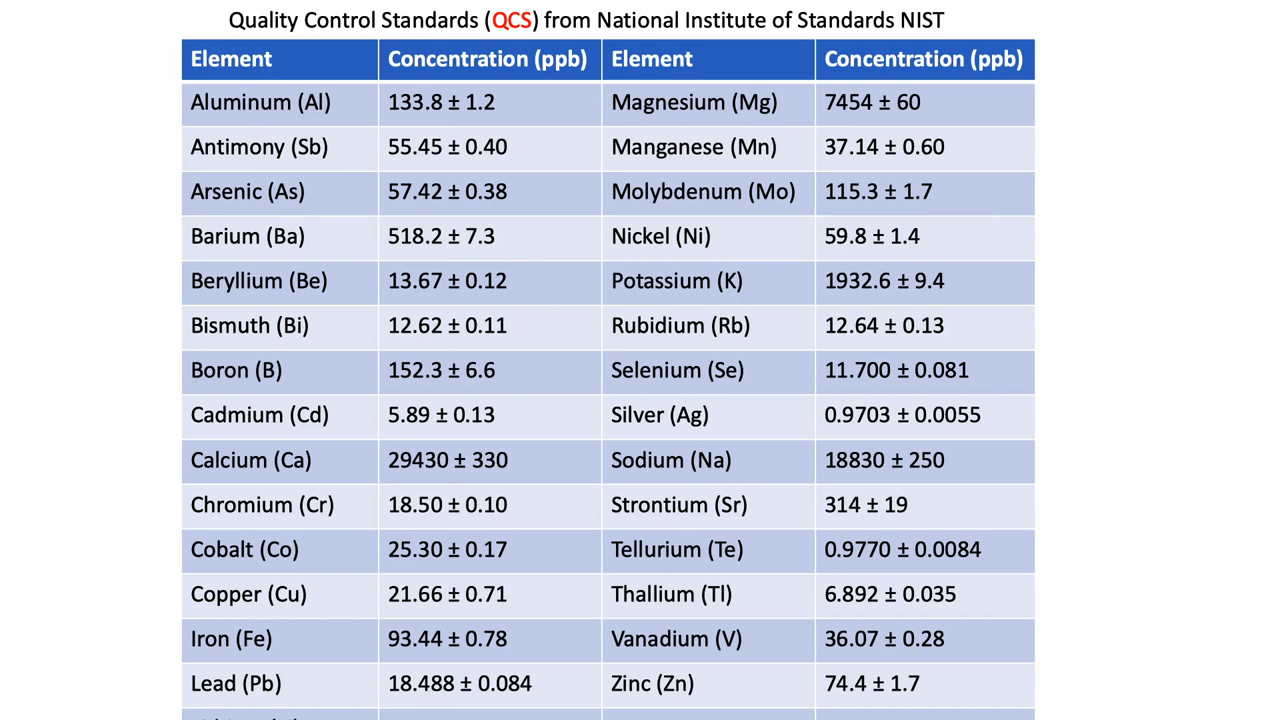 Quality Control Standards (QCS) from National Institute of Standards NIST
Element Concentration (ppb) Element Concentration (ppb)
Aluminum (Al) 133.8 ± 1.2 Magnesium (Mg) 7454 ± 60
Antimony (Sb) 55.45 ± 0.40 Manganese (Mn) 37.14 ± 0.60
Arsenic (As) 57.42 ± 0.38 Molybdenum (Mo) 115.3 ± 1.7
Barium (Ba) 518.2 ± 7.3 Nickel (Ni) 59.8 ± 1.4
Beryllium (Be) 13.67 ± 0.12 Potassium (K) 1932.6 ± 9.4
Bismuth (Bi) 12.62 ± 0.11 Rubidium (Rb) 12.64 ± 0.13
Boron (B) 152.3 ± 6.6 Selenium (Se) 11.700 ± 0.081
Cadmium (Cd) 5.89 ± 0.13 Silver (Ag) 0.9703 ± 0.0055
Calcium (Ca) 29430 ± 330 Sodium (Na) 18830 ± 250
Chromium (Cr) 18.50 ± 0.10 Strontium (Sr) 314 ± 19
Cobalt (Co) 25.30 ± 0.17 Tellurium (Te) 0.9770 ± 0.0084
Copper (Cu) 21.66 ± 0.71 Thallium (Tl) 6.892 ± 0.035
Iron (Fe) 93.44 ± 0.78 Vanadium (V) 36.07 ± 0.28
Lead (Pb) 18.488 ± 0.084 Zinc (Zn) 74.4 ± 1.7